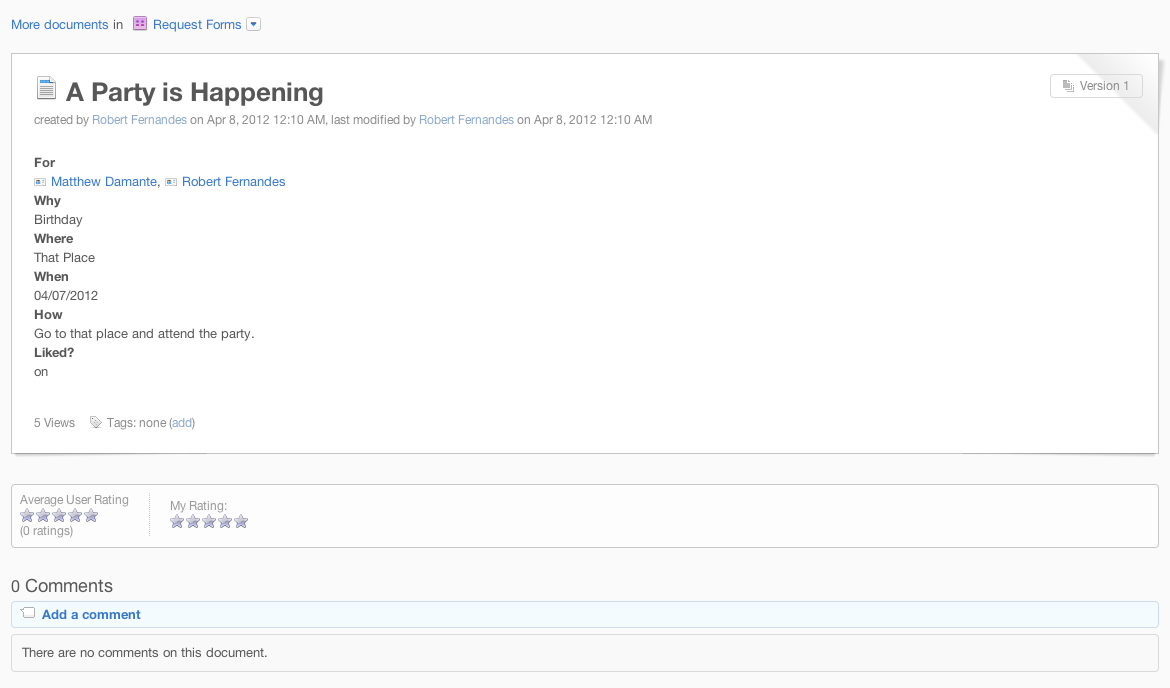 More documents in Request Forms
A Party is Happening
Version 1
created by Robert Fernandes on Apr 8, 2012 12:10 AM, last modified by Robert Fernandes on Apr 8, 2012 12:10 AM
For
Matthew Damante, Robert Fernandes
Why
Birthday
Where
That Place
When
04/07/2012
How
Go to that place and attend the party.
Liked?
on
5 Views Tags: none (add)
Average User Rating
(0 ratings)
My Rating:
0 Comments
Add a comment
There are no comments on this document.